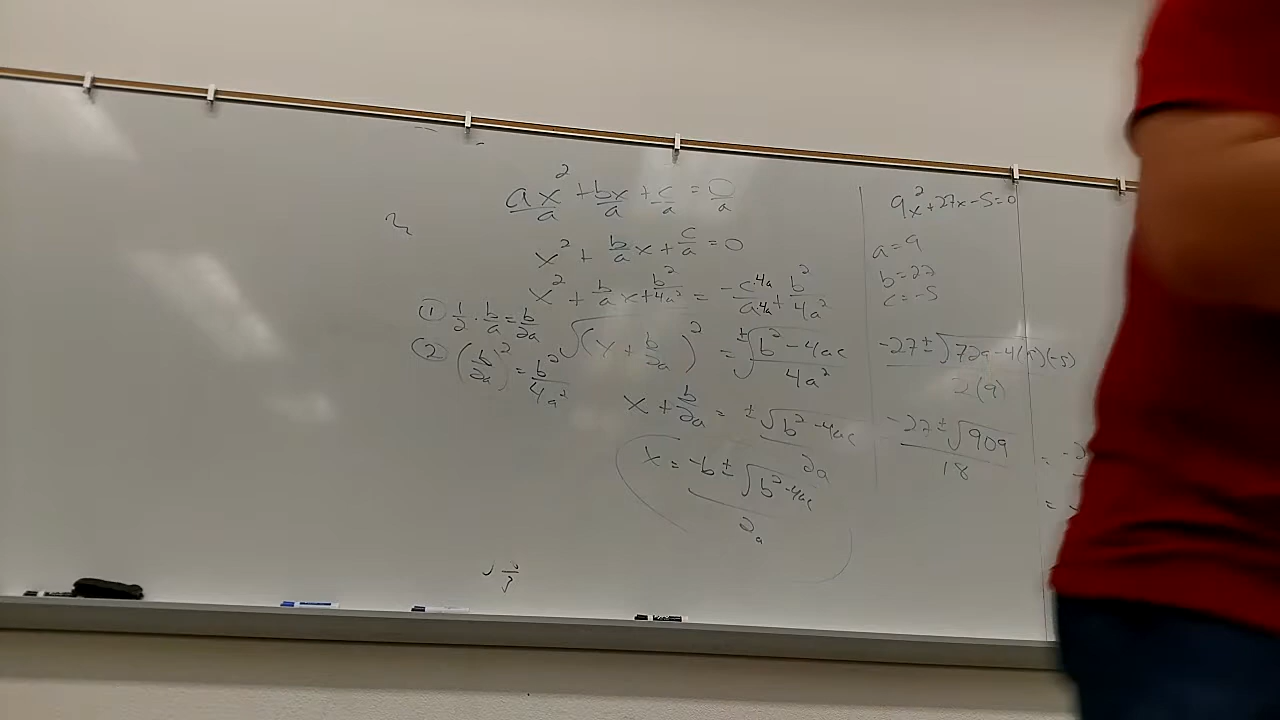 ax²/a + bx/a + c/a = 0/a
x² + b/a x + c/a = 0
x² + b/a x + b²/4a² = -c·4a/a·4a + b²/4a²
① 1/2 · b/a = b/2a
② (b/2a)² = b²/4a²
√(x + b/2a)² = ±√b² - 4ac/4a²
x + b/2a = ±√b² - 4ac/2a
x = -b ± √b² - 4ac/2a
9x² + 27x - 5 = 0
a = 9
b = 27
c = -5
-27 ± √729 - 4(9)(-5)/2(9)
-27 ± √909/18